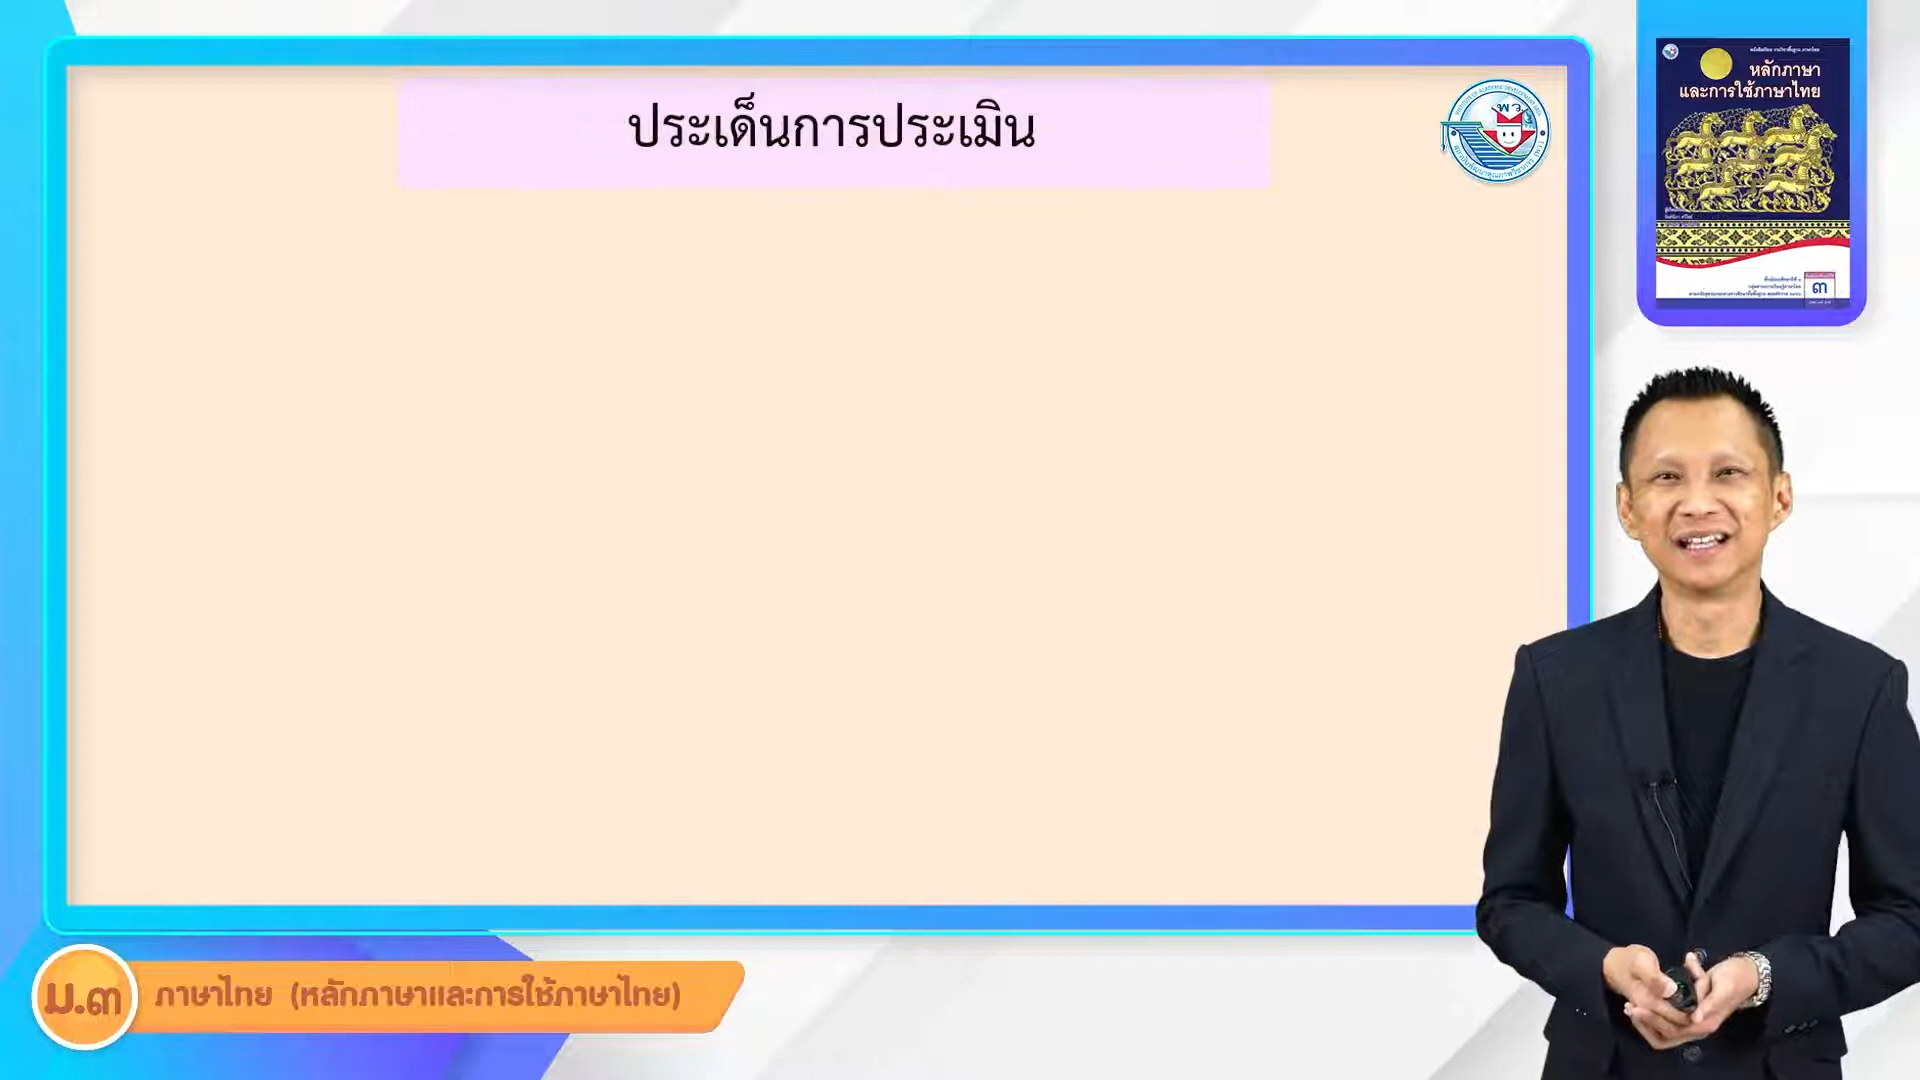 ประเด็นการประเมิน
พว
หลักภาษา
และการใช้ภาษาไทย
๓
ม.๓
ภาษาไทย (หลักภาษาและการใช้ภาษาไทย)